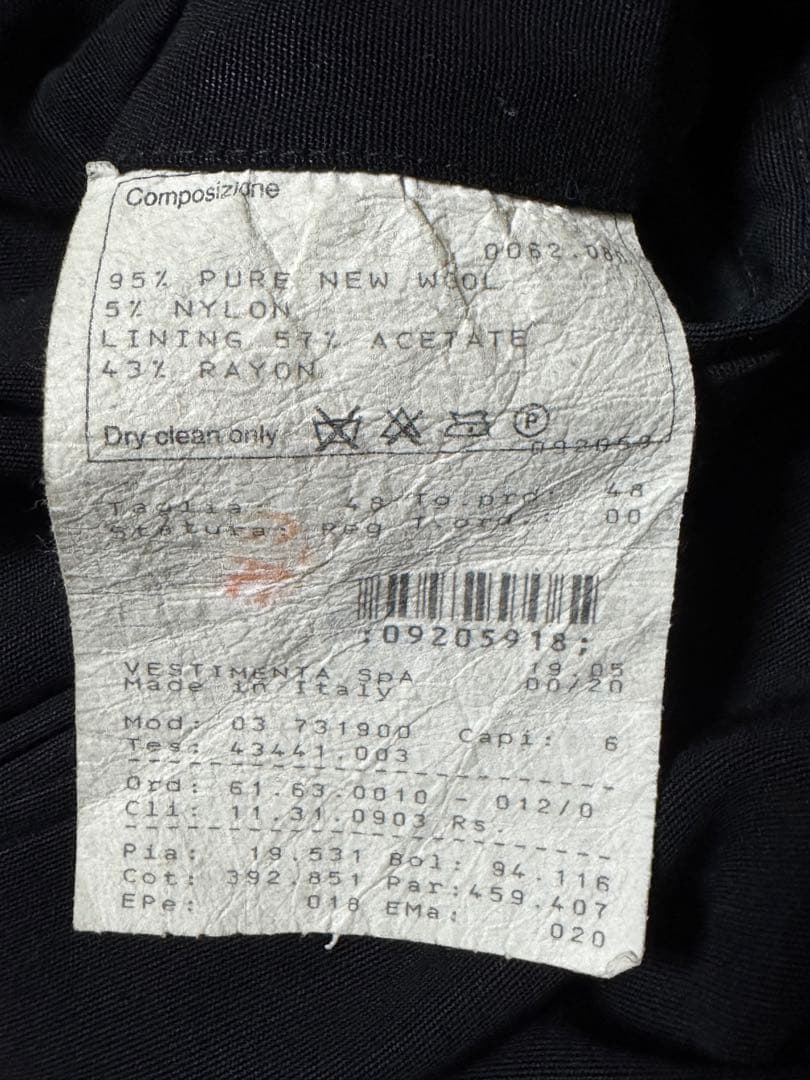 Composizione
95% PURE NEW WOOL
5% NYLON
LINING 57% ACETATE
43% RAYON
Dry clean only P
092059
Taglia: 48 To.prd: 48
Statura: Reg T.ord.: 00
:09205918;
VESTIMENTA SpA 19 05
Made in Italy 00/20
Mod: 03 731900 Capi: 6
Tes: 43441.003
Ord: 61.63.0010 - 012/0
Cli: 11.31.0903 Rs.
Pia: 19.531 Bol: 94.116
Cot: 392.851 Par:459.407
EPe: 018 EMa: 020